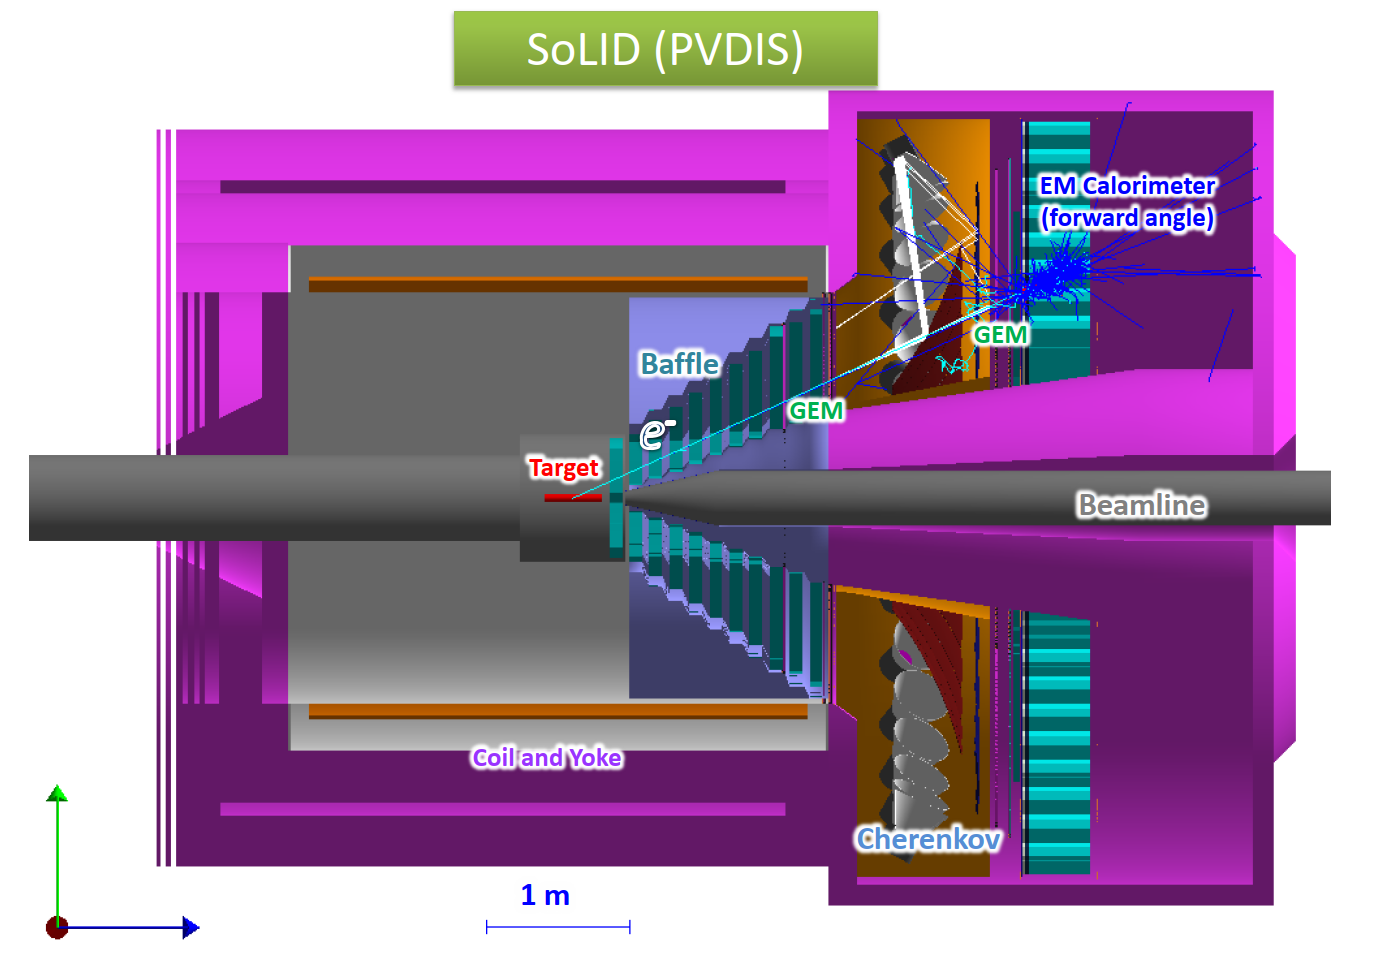 SoLID (PVDIS)
EM Calorimeter
(forward angle)
GEM
Baffle
GEM
e-
Target
Beamline
Coil and Yoke
Cherenkov
1 m